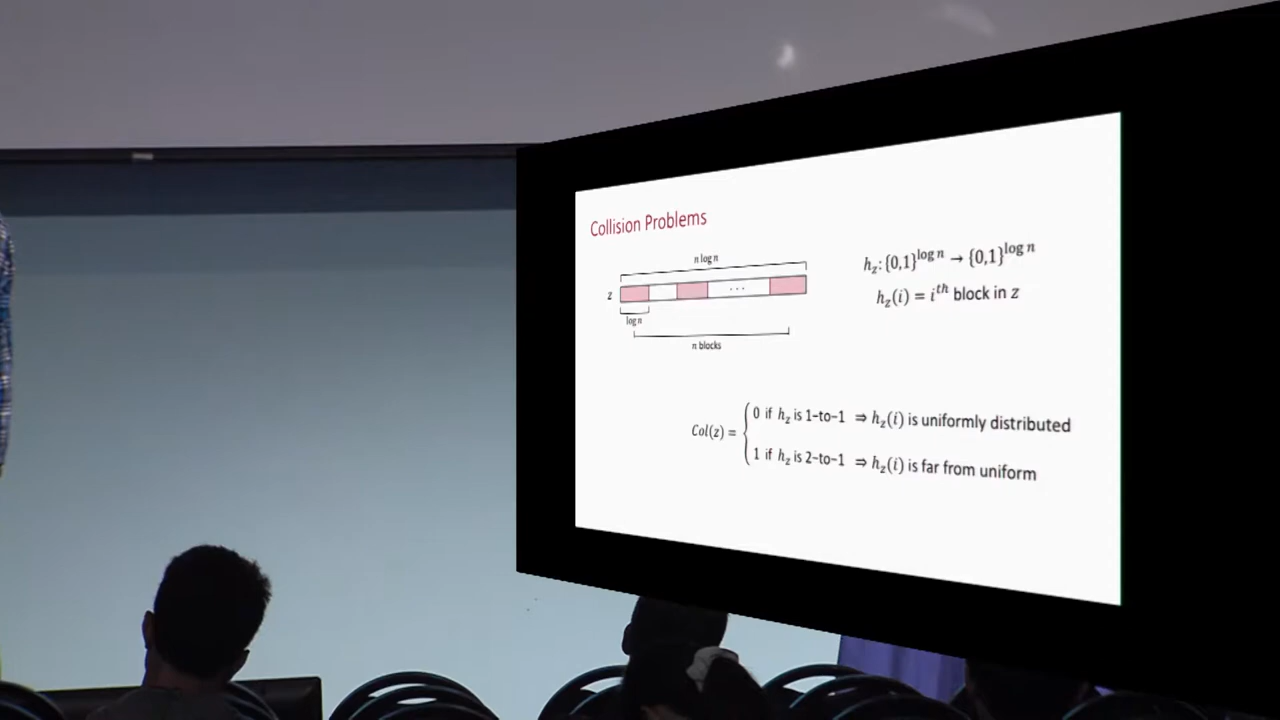 Collision Problems
n log n
z
. . .
log n
n blocks
h_z: {0,1}^{log n} → {0,1}^{log n}
h_z(i) = i^{th} block in z
Col(z) = { 0 if h_z is 1-to-1 ⇒ h_z(i) is uniformly distributed
1 if h_z is 2-to-1 ⇒ h_z(i) is far from uniform